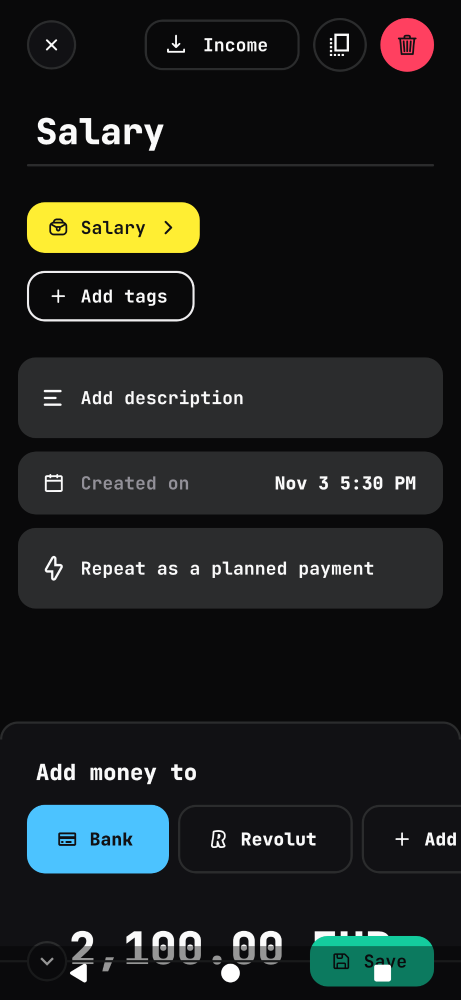 Income
Salary
Salary
Add tags
Add description
Created on Nov 3 5:30 PM
Repeat as a planned payment
Add money to
Bank Revolut Add
2,100.00 EUR
Save